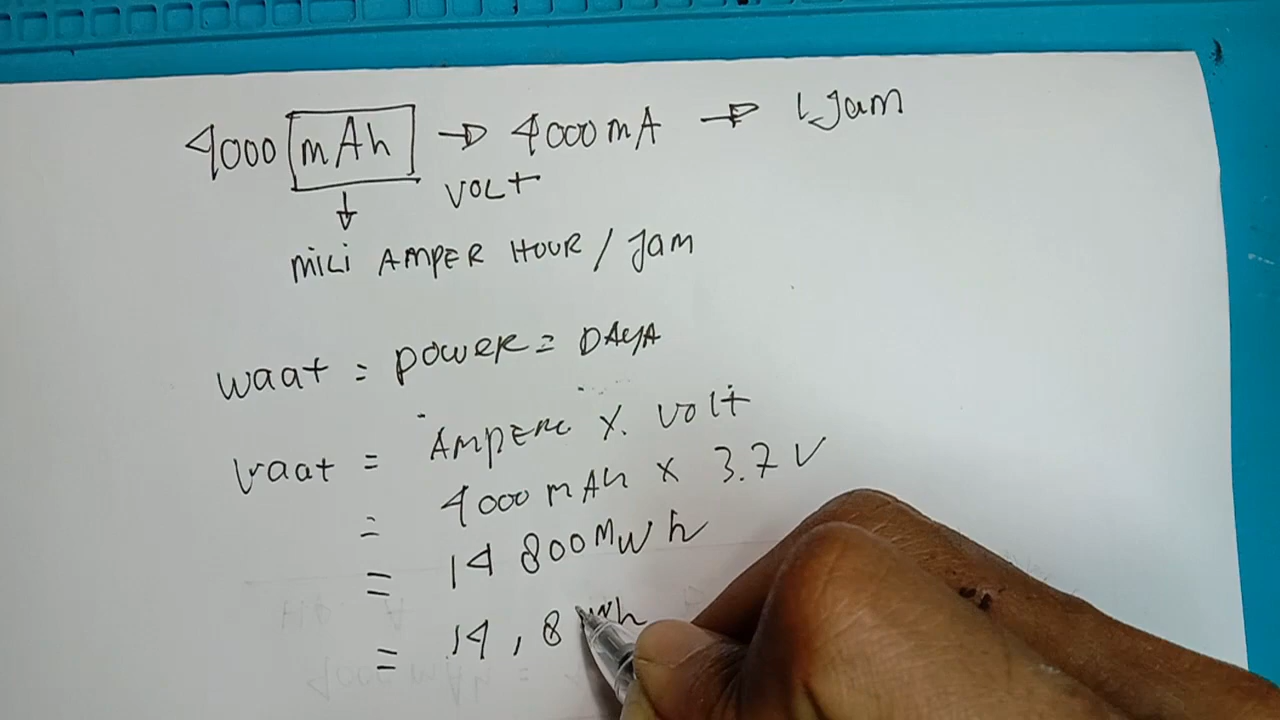 4000 mAh → 4000 mA → 1 Jam
VOLT
MILI AMPER HOUR / Jam
waat = POWER = DAYA
vaat = AMPERE X. volt
= 4000 mAh x 3.7 V
= 14 800 MWh
= 14,8 Wh